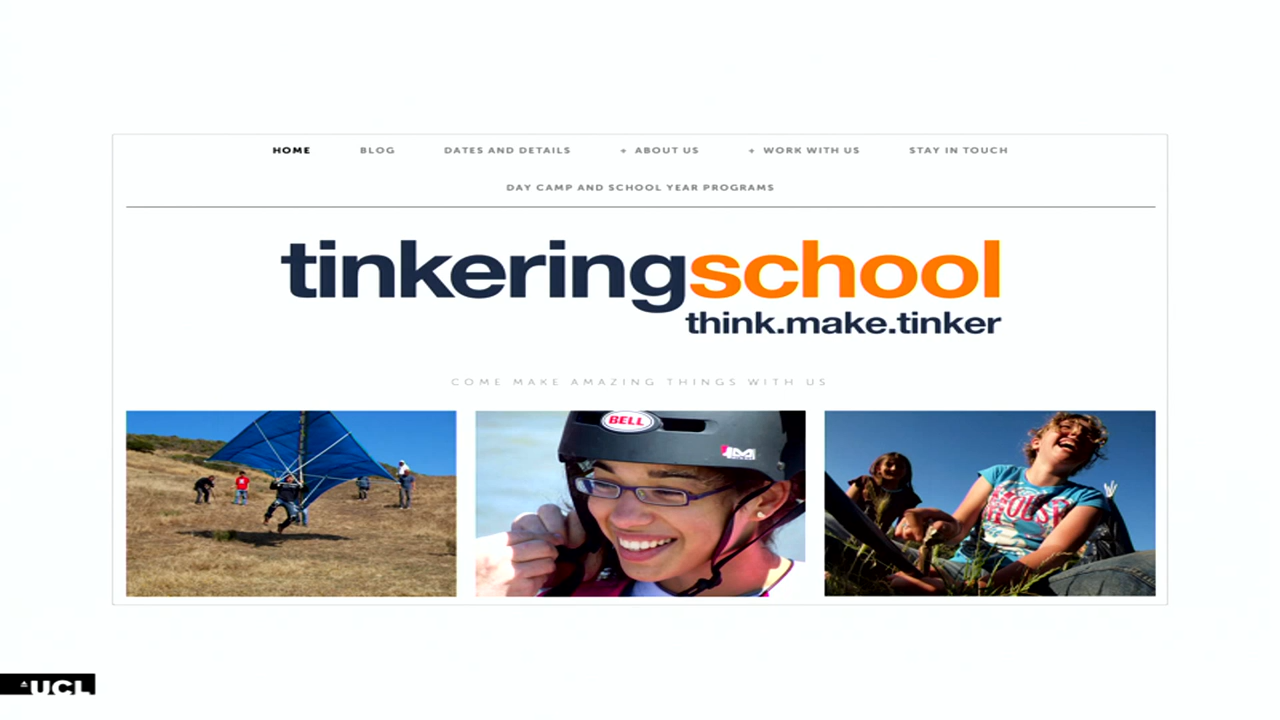 HOME BLOG DATES AND DETAILS + ABOUT US + WORK WITH US STAY IN TOUCH
DAY CAMP AND SCHOOL YEAR PROGRAMS
tinkeringschool
think.make.tinker
COME MAKE AMAZING THINGS WITH US
BELL
UCL